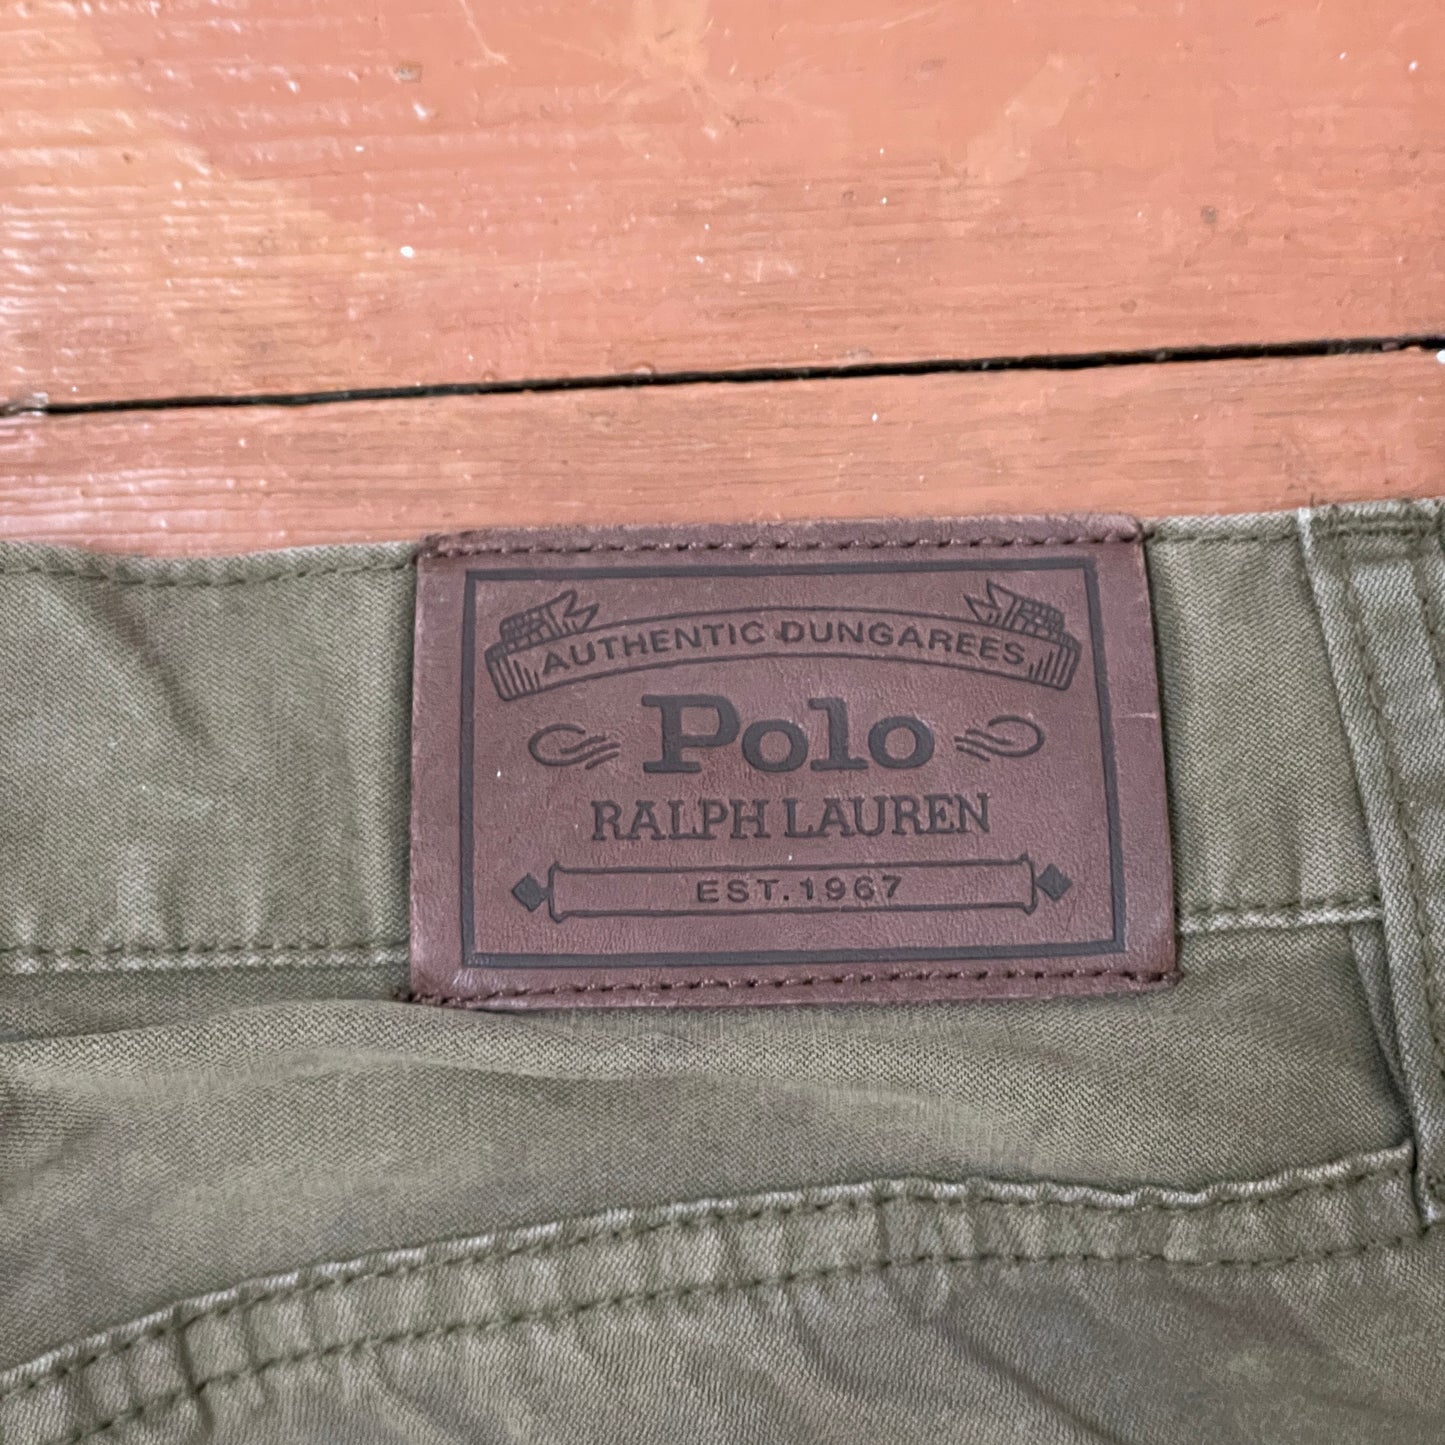 AUTHENTIC DUNGAREES
Polo
RALPH LAUREN
EST. 1967